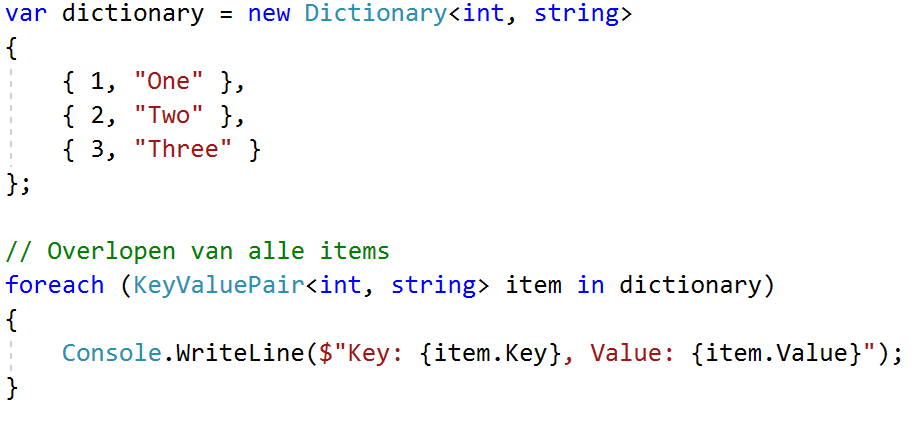 var dictionary = new Dictionary<int, string>
{
    { 1, "One" },
    { 2, "Two" },
    { 3, "Three" }
};

// Overlopen van alle items
foreach (KeyValuePair<int, string> item in dictionary)
{
    Console.WriteLine($"Key: {item.Key}, Value: {item.Value}");
}